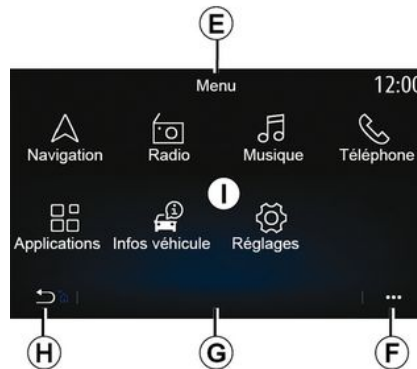 E
Menu 12:00
Navigation Radio Musique Téléphone
I
Applications Infos véhicule Réglages
H G F